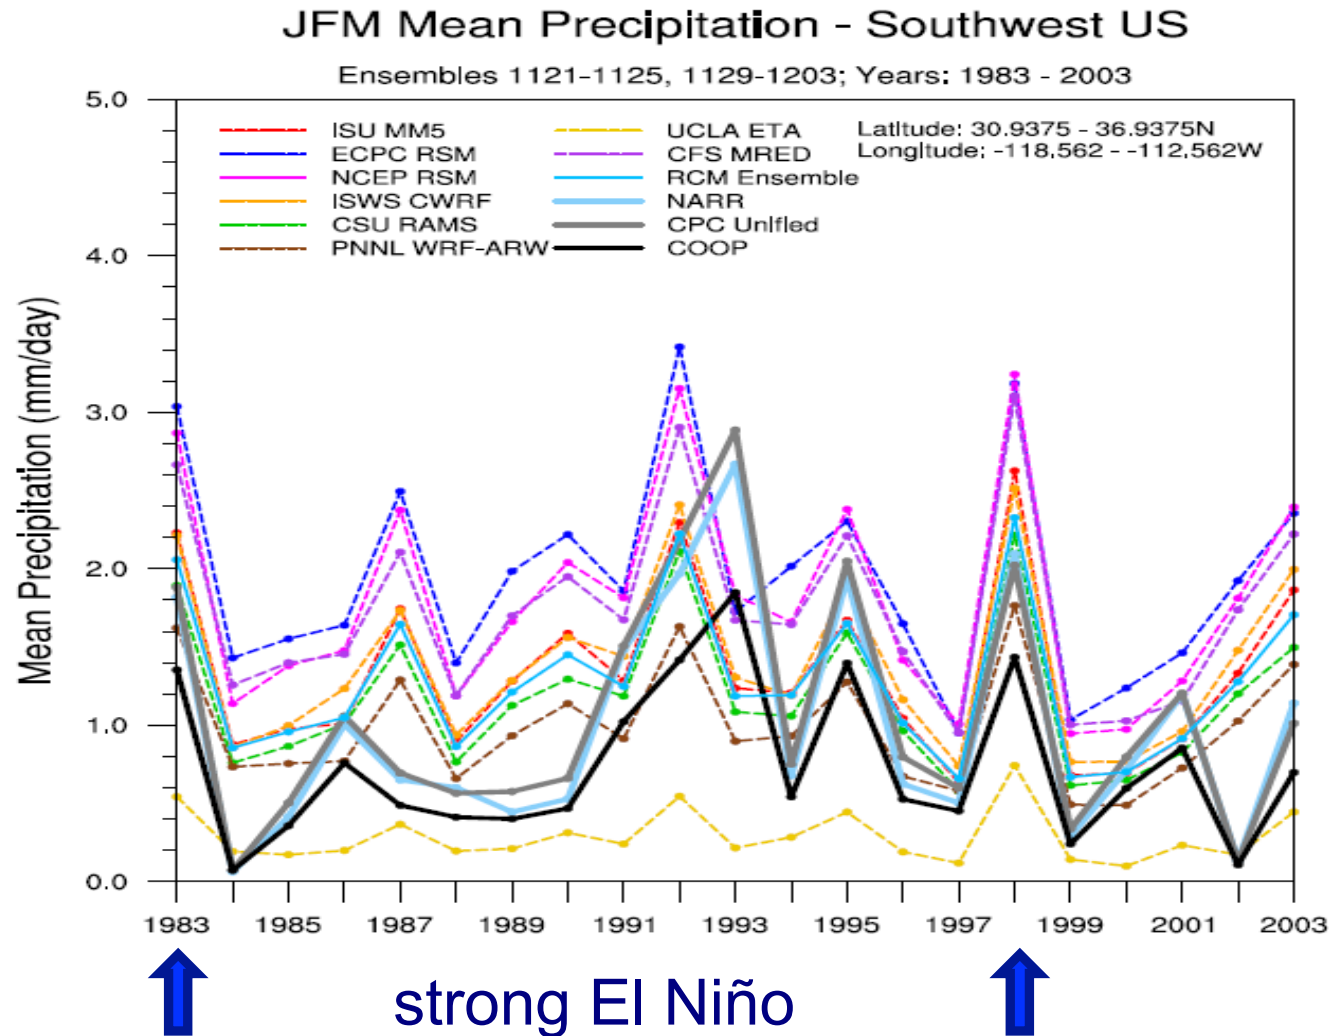 JFM Mean Precipitation - Southwest US
Ensembles 1121-1125, 1129-1203; Years: 1983 - 2003
Mean Precipitation (mm/day)
5.0
4.0
3.0
2.0
1.0
0.0
ISU MM5
ECPC RSM
NCEP RSM
ISWS CWRF
CSU RAMS
PNNL WRF-ARW
UCLA ETA
CFS MRED
RCM Ensemble
NARR
CPC Unified
COOP
Latitude: 30.9375 - 36.9375N
Longitude: -118.562 - -112.562W
1983 1985 1987 1989 1991 1993 1995 1997 1999 2001 2003
strong El Niño